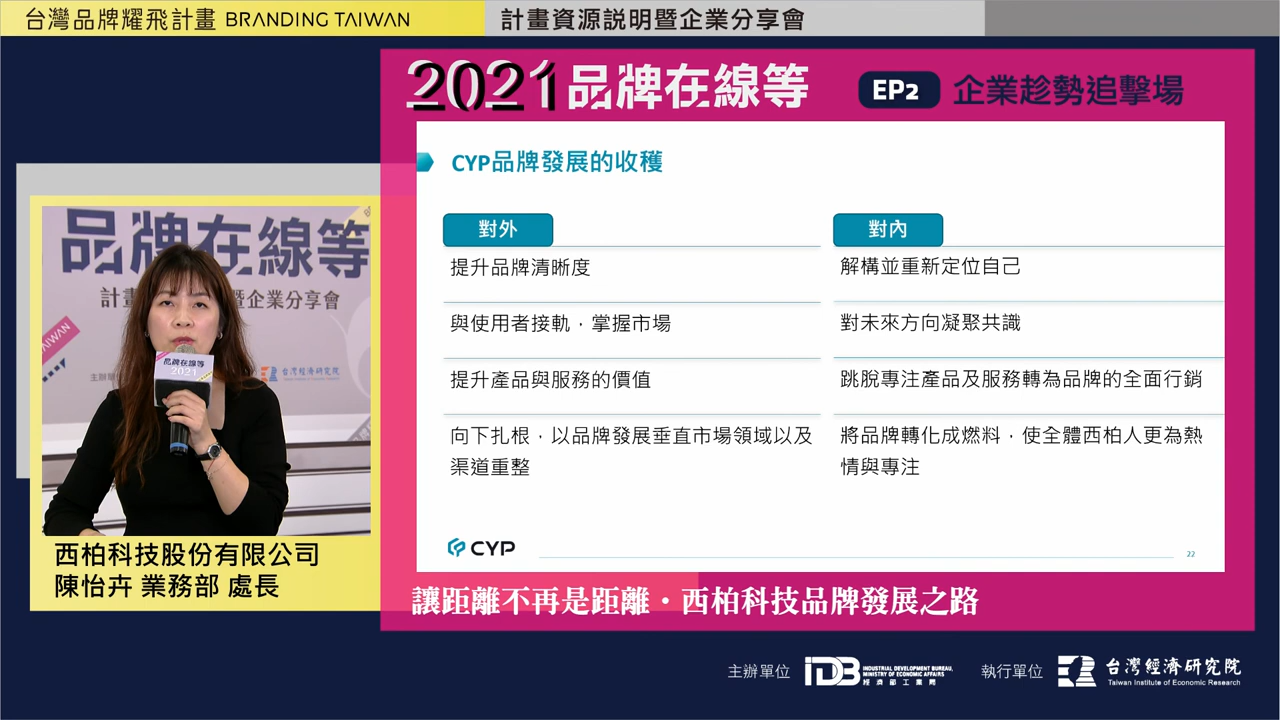 台灣品牌耀飛計畫 BRANDING TAIWAN
計畫資源説明暨企業分享會
2021品牌在線等
EP2 企業趁勢追擊場
CYP品牌發展的收穫
對外
提升品牌清晰度
與使用者接軌，掌握市場
提升產品與服務的價值
向下扎根，以品牌發展垂直市場領域以及
渠道重整
對內
解構並重新定位自己
對未來方向凝聚共識
跳脫專注產品及服務轉為品牌的全面行銷
將品牌轉化成燃料，使全體西柏人更為熱
情與專注
CYP
22
品牌在線等
計畫
暨企業分享會
TAIWAN
主辦單位
台灣經濟研究院
品牌在線等
2021
西柏科技股份有限公司
陳怡卉 業務部 處長
讓距離不再是距離・西柏科技品牌發展之路
主辦單位
IDB
INDUSTRIAL DEVELOPMENT BUREAU,
MINISTRY OF ECONOMIC AFFAIRS
經濟部工業局
執行單位
台灣經濟研究院
Taiwan Institute of Economic Research